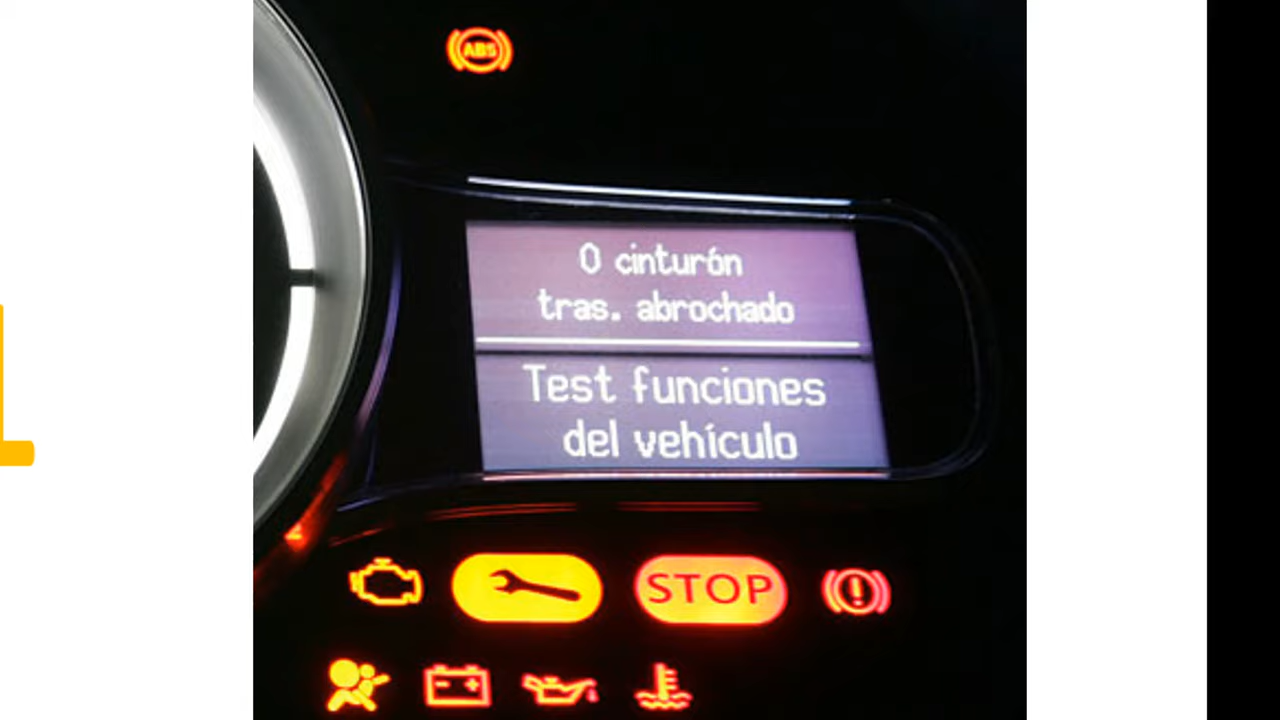 ABS
0 cinturón
tras. abrochado
Test funciones
del vehículo
STOP